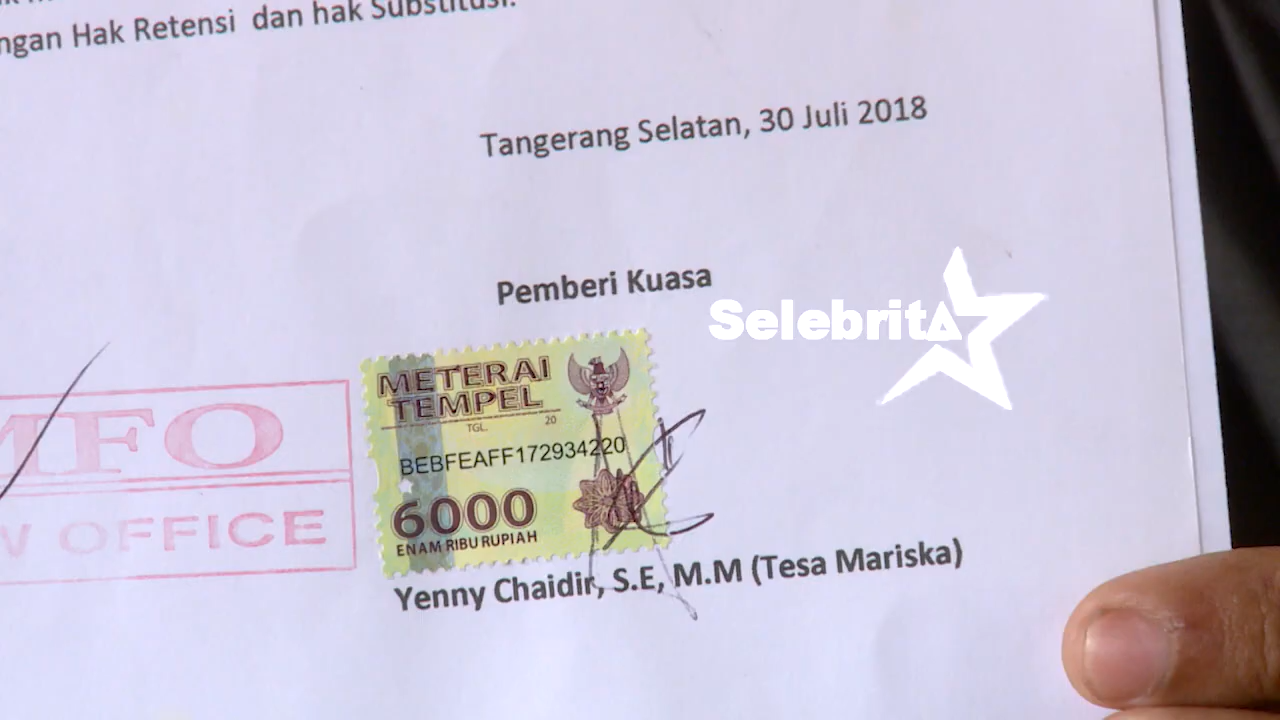 ngan Hak Retensi dan hak Substitusi.
Tangerang Selatan, 30 Juli 2018
Pemberi Kuasa
Selebrita
METERAI
TEMPEL
TGL. 20
BEBFEAFF172934220
6000
ENAM RIBU RUPIAH
MFO
W OFFICE
Yenny Chaidir, S.E, M.M (Tesa Mariska)